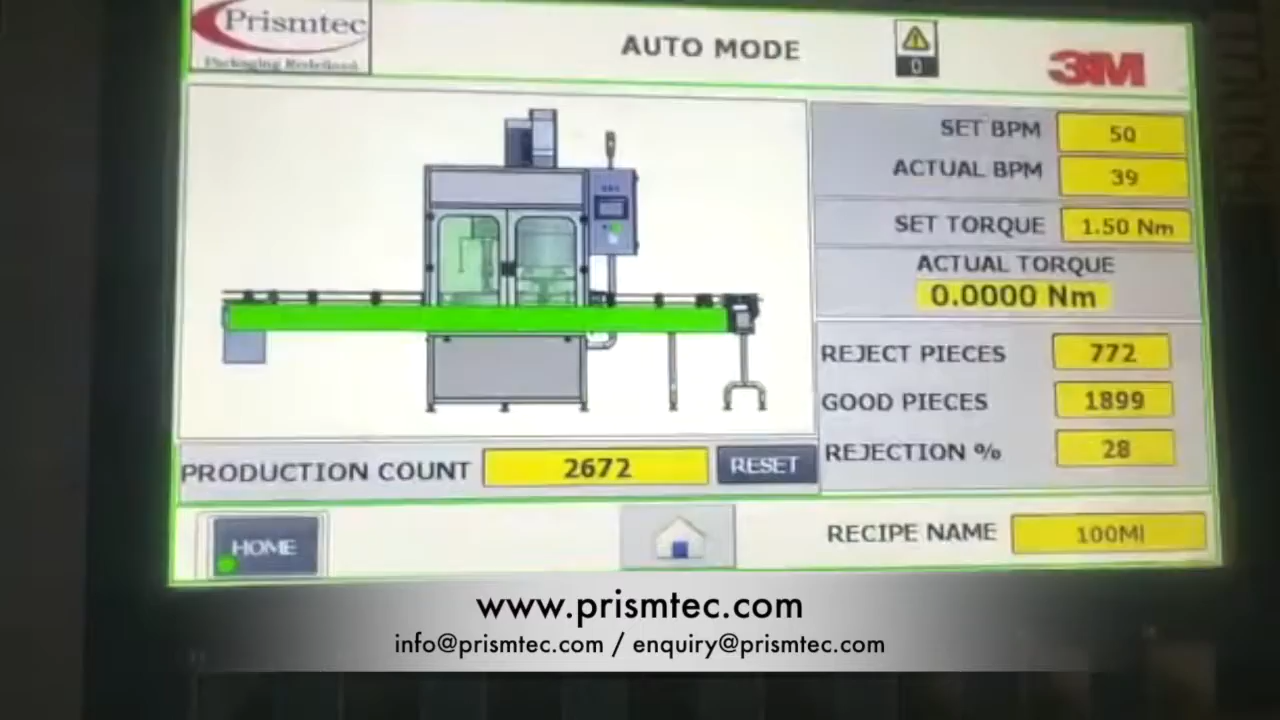 Prismtec
Packaging Redefined
AUTO MODE
0
3M
SET BPM 50
ACTUAL BPM 39
SET TORQUE 1.50 Nm
ACTUAL TORQUE
0.0000 Nm
REJECT PIECES 772
GOOD PIECES 1899
REJECTION % 28
PRODUCTION COUNT 2672 RESET
HOME
RECIPE NAME 100Ml
www.prismtec.com
info@prismtec.com / enquiry@prismtec.com